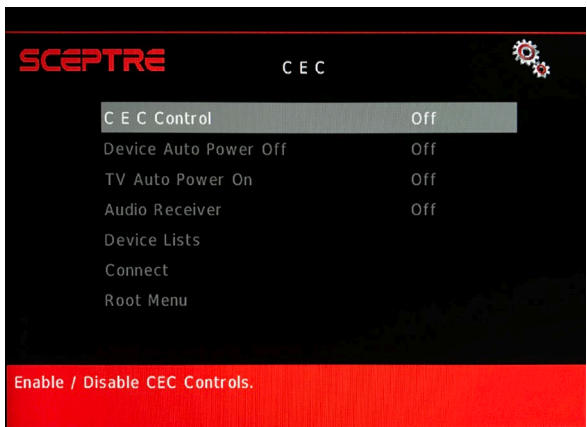 SCEPTRE
C E C
C E C Control Off
Device Auto Power Off Off
TV Auto Power On Off
Audio Receiver Off
Device Lists
Connect
Root Menu
Enable / Disable CEC Controls.